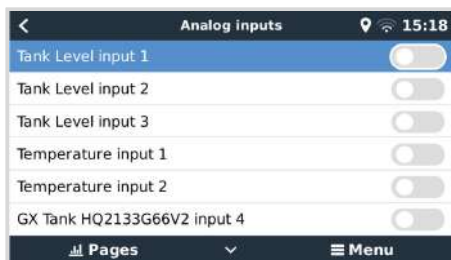 Analog inputs 15:18
Tank Level input 1
Tank Level input 2
Tank Level input 3
Temperature input 1
Temperature input 2
GX Tank HQ2133G66V2 input 4
Pages Menu